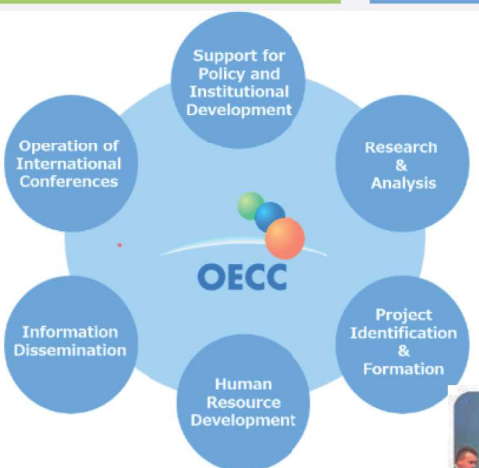 Support for
Policy and
Institutional
Development
Operation of
International
Conferences
Research
&
Analysis
OECC
Information
Dissemination
Project
Identification
&
Formation
Human
Resource
Development